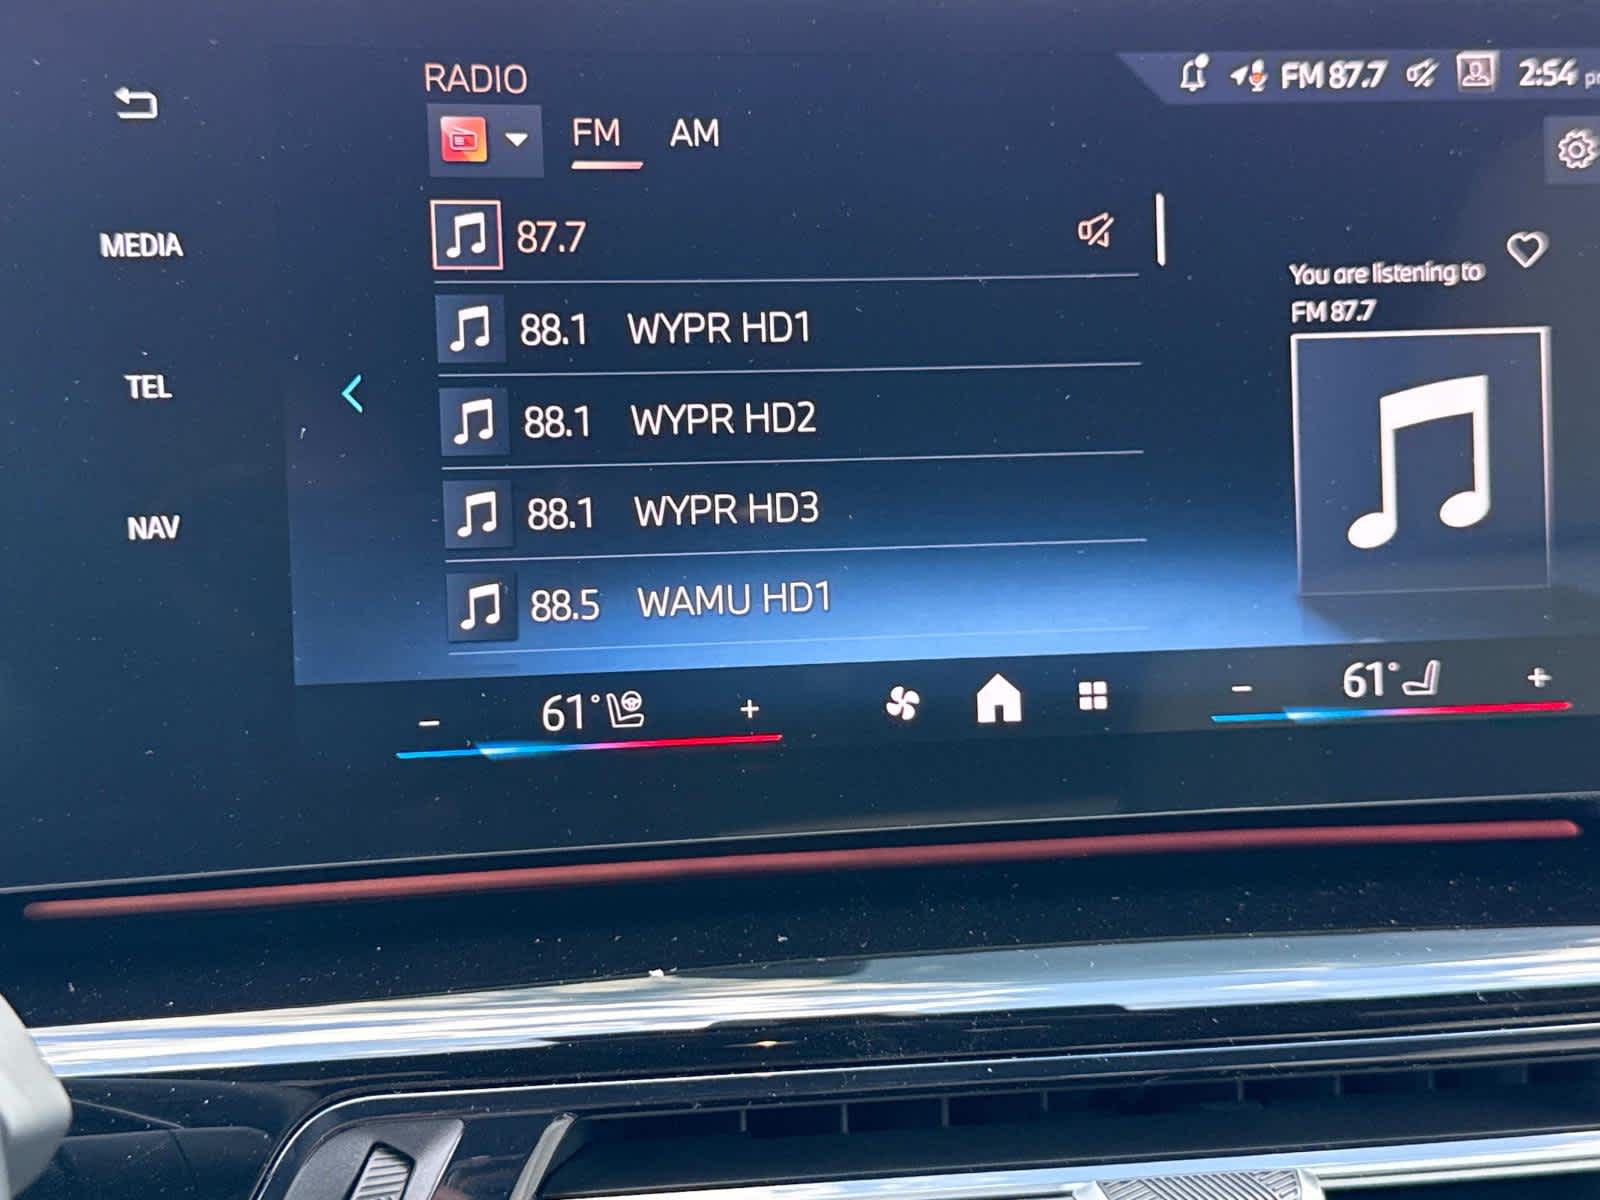 RADIO
FM 87.7
2:54
FM AM
MEDIA
TEL
NAV
87.7
88.1 WYPR HD1
88.1 WYPR HD2
88.1 WYPR HD3
88.5 WAMU HD1
You are listening to
FM 87.7
− 61° +
− 61° +